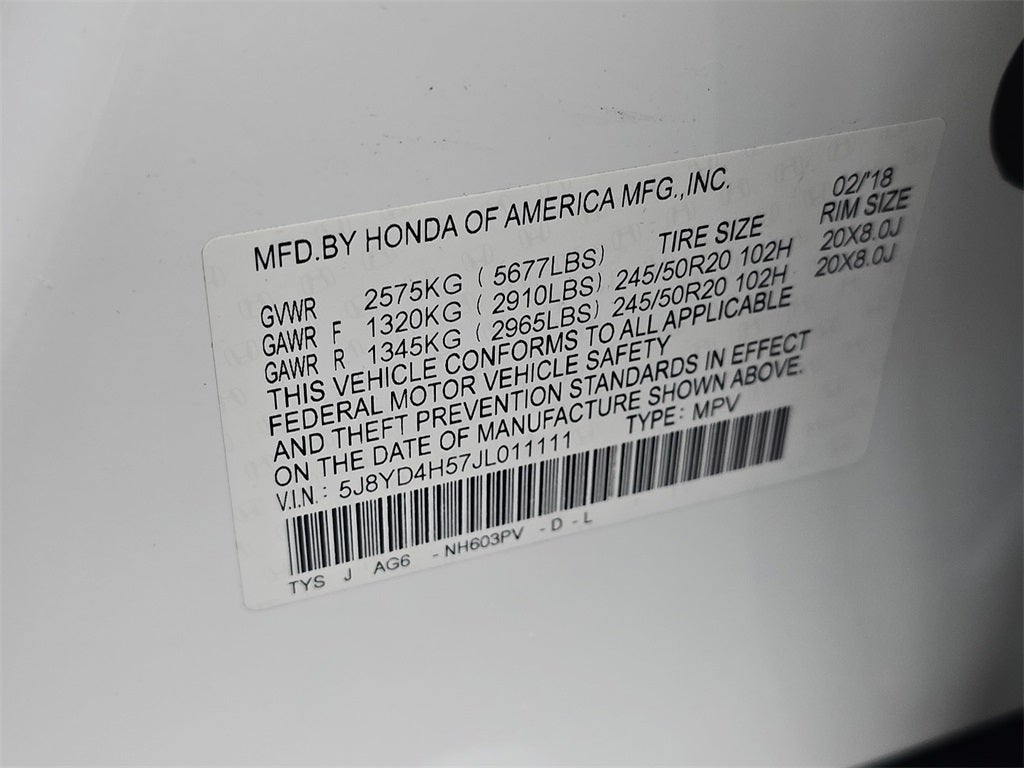 MFD.BY HONDA OF AMERICA MFG.,INC. 02/'18
TIRE SIZE RIM SIZE
GVWR 2575KG ( 5677LBS)
GAWR F 1320KG (2910LBS) 245/50R20 102H 20X8.0J
GAWR R 1345KG (2965LBS) 245/50R20 102H 20X8.0J
THIS VEHICLE CONFORMS TO ALL APPLICABLE
FEDERAL MOTOR VEHICLE SAFETY
AND THEFT PREVENTION STANDARDS IN EFFECT
ON THE DATE OF MANUFACTURE SHOWN ABOVE.
V.I.N.: 5J8YD4H57JL011111 TYPE: MPV
TYS J AG6 - NH603PV - D - L